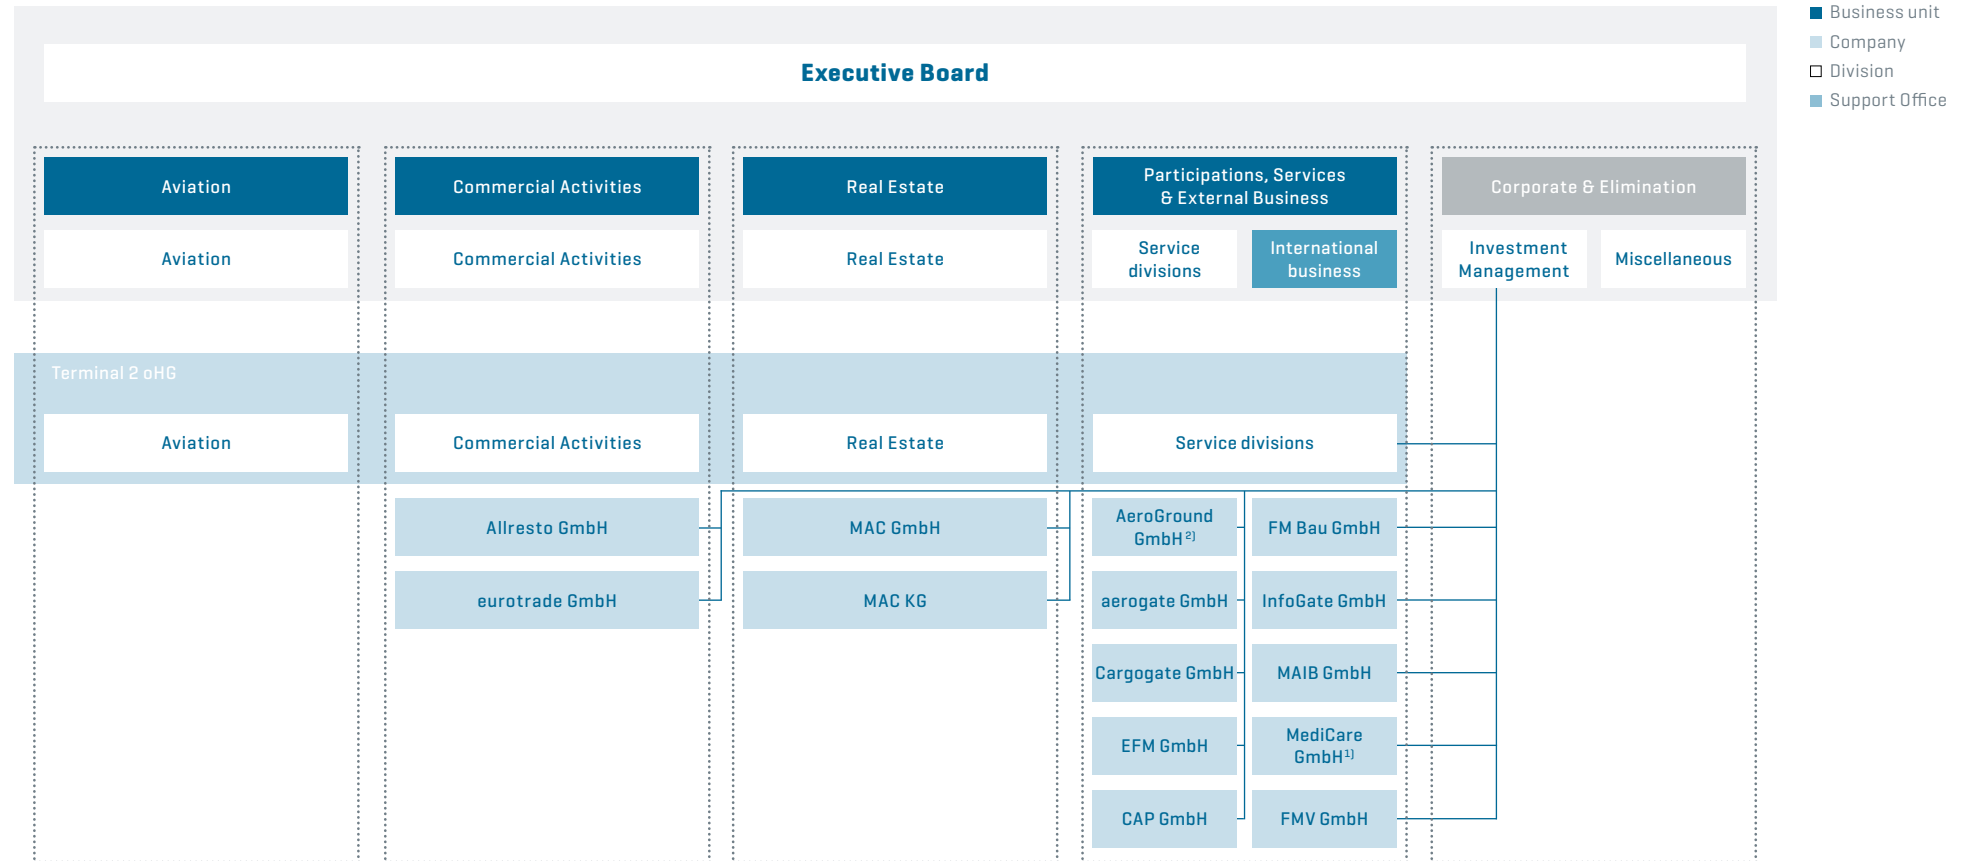 Business unit
Company
Division
Support Office
Executive Board
Aviation
Commercial Activities
Real Estate
Participations, Services
& External Business
Corporate & Elimination
Aviation
Commercial Activities
Real Estate
Service
divisions
International
business
Investment
Management
Miscellaneous
Terminal 2 oHG
Aviation
Commercial Activities
Real Estate
Service divisions
Allresto GmbH
MAC GmbH
AeroGround
GmbH 2)
FM Bau GmbH
eurotrade GmbH
MAC KG
aerogate GmbH
InfoGate GmbH
Cargogate GmbH
MAIB GmbH
EFM GmbH
MediCare
GmbH 1)
CAP GmbH
FMV GmbH